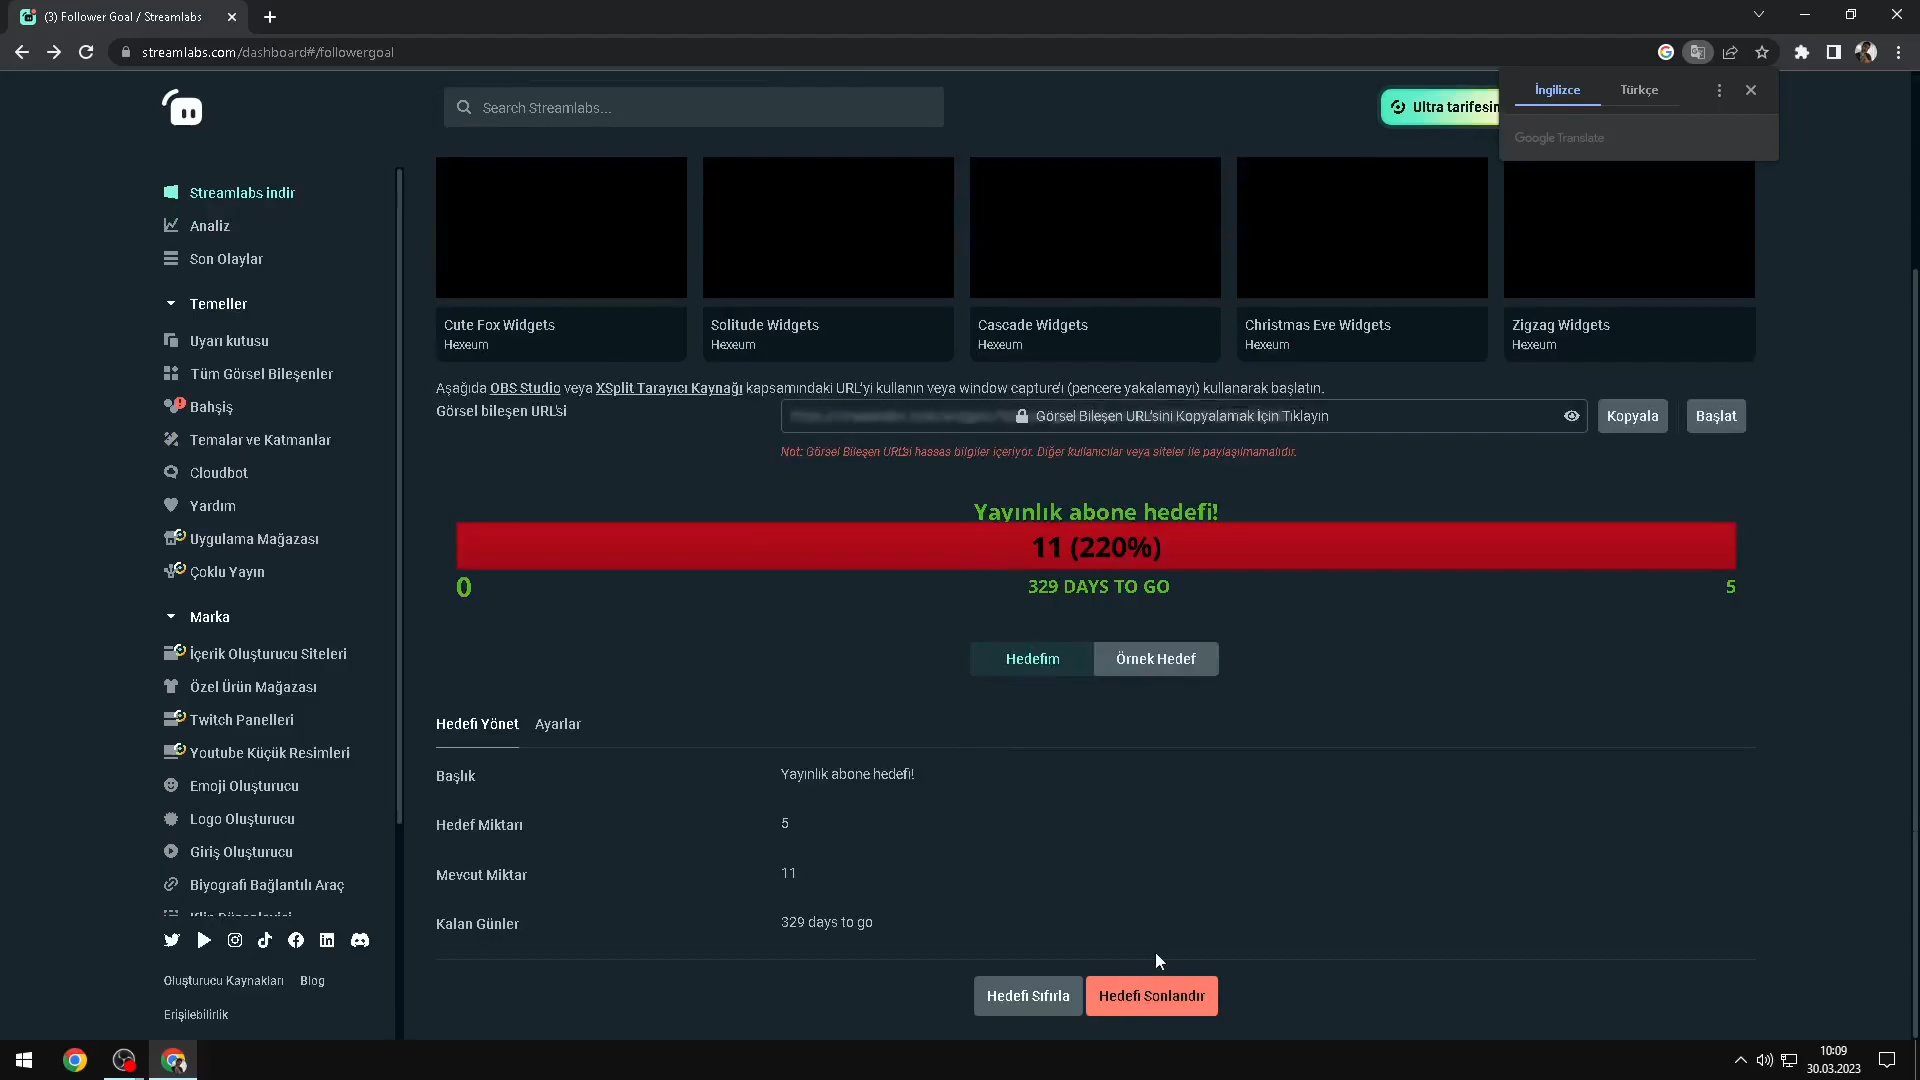 (3) Follower Goal / Streamlabs
streamlabs.com/dashboard#/followergoal
İngilizce
Türkçe
Google Translate
Search Streamlabs...
Ultra tarifesin
Streamlabs indir
Analiz
Son Olaylar
Temeller
Uyarı kutusu
Tüm Görsel Bileşenler
Bahşiş
Temalar ve Katmanlar
Cloudbot
Yardım
Uygulama Mağazası
Çoklu Yayın
Marka
İçerik Oluşturucu Siteleri
Özel Ürün Mağazası
Twitch Panelleri
Youtube Küçük Resimleri
Emoji Oluşturucu
Logo Oluşturucu
Giriş Oluşturucu
Biyografi Bağlantılı Araç
Oluşturucu Kaynakları Blog
Erişilebilirlik
Cute Fox Widgets
Hexeum
Solitude Widgets
Hexeum
Cascade Widgets
Hexeum
Christmas Eve Widgets
Hexeum
Zigzag Widgets
Hexeum
Aşağıda OBS Studio veya XSplit Tarayıcı Kaynağı kapsamındaki URL'yi kullanın veya window capture'ı (pencere yakalamayı) kullanarak başlatın.
Görsel bileşen URL'si
Görsel Bileşen URL'sini Kopyalamak İçin Tıklayın
Kopyala
Başlat
Not: Görsel Bileşen URL'si hassas bilgiler içeriyor. Diğer kullanıcılar veya siteler ile paylaşılmamalıdır.
Yayınlık abone hedefi!
11 (220%)
0
329 DAYS TO GO
5
Hedefim
Örnek Hedef
Hedefi Yönet
Ayarlar
Başlık
Yayınlık abone hedefi!
Hedef Miktarı
5
Mevcut Miktar
11
Kalan Günler
329 days to go
Hedefi Sıfırla
Hedefi Sonlandır
10:09
30.03.2023